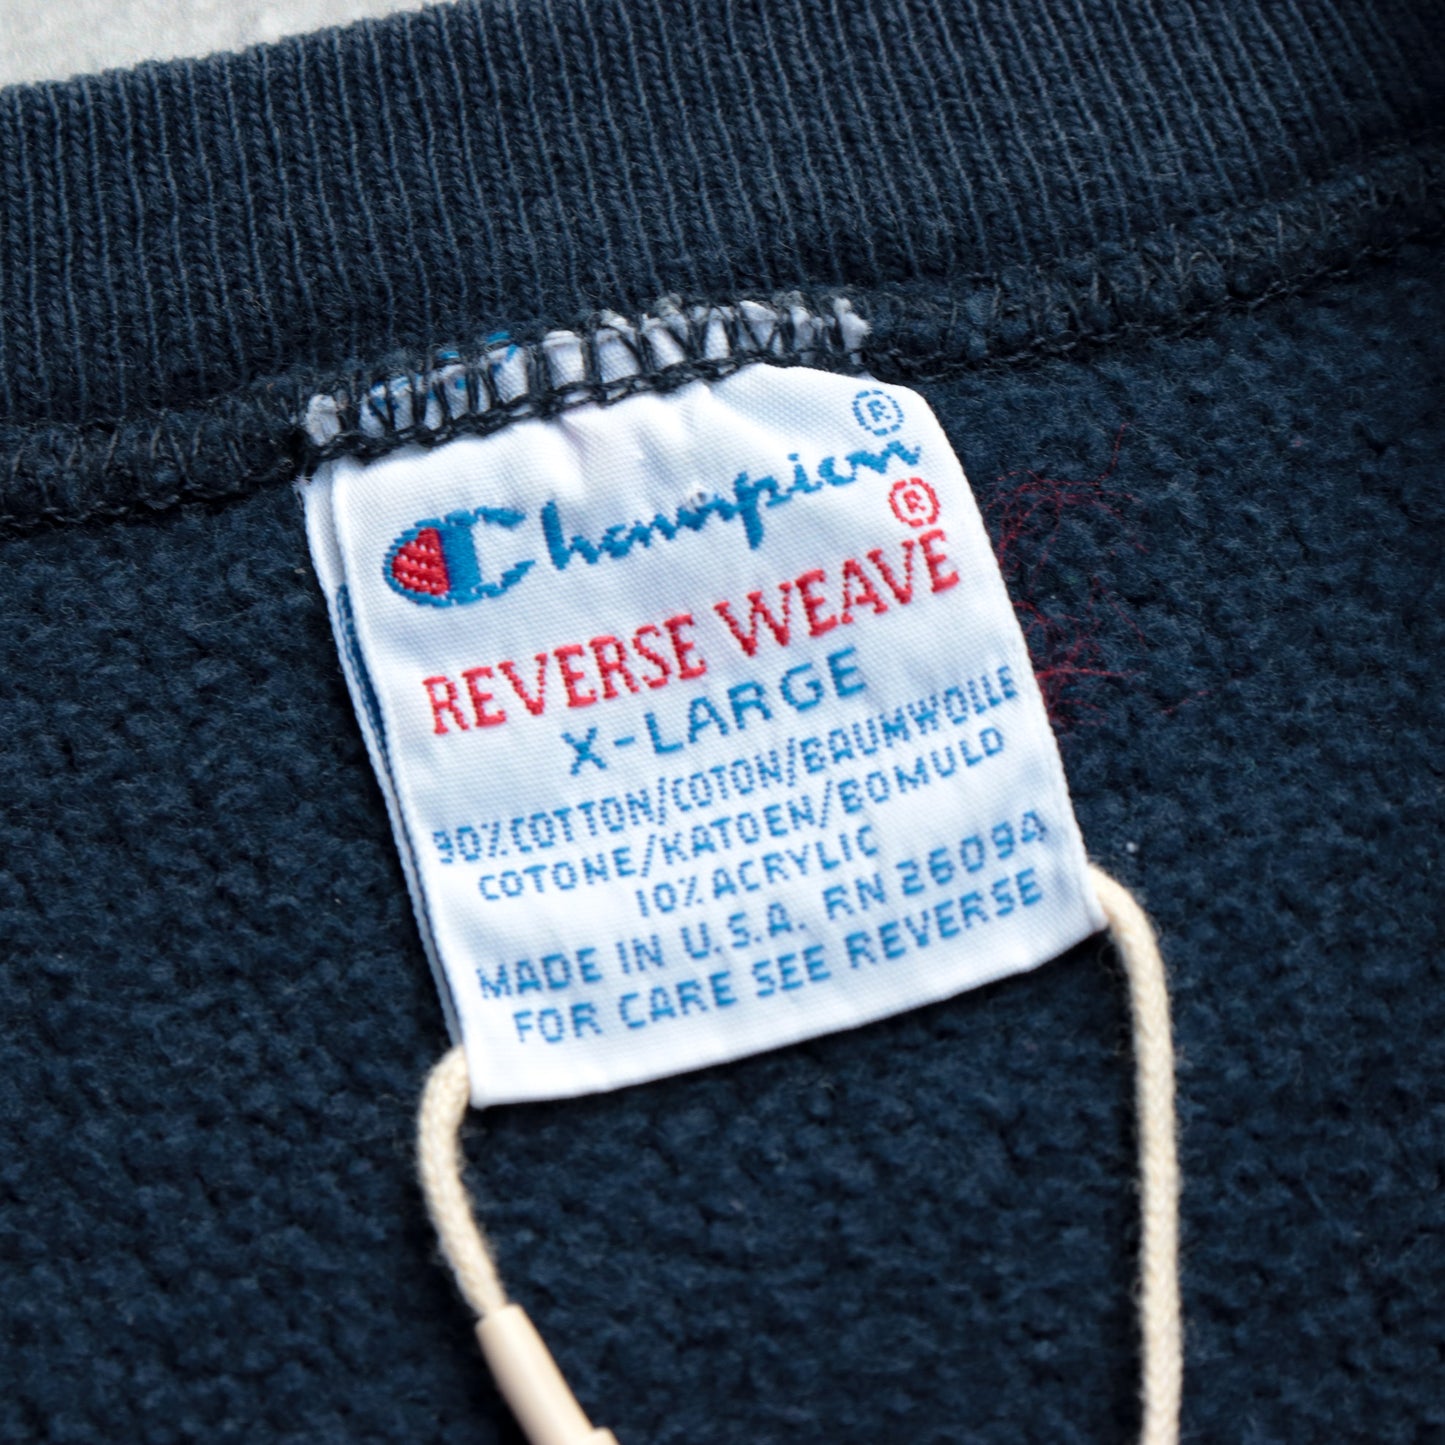 Champion®
REVERSE WEAVE®
X-LARGE
90% COTTON/COTON/BAUMWOLLE
COTONE/KATOEN/BOMULD
10% ACRYLIC
MADE IN U.S.A. RN 26094
FOR CARE SEE REVERSE